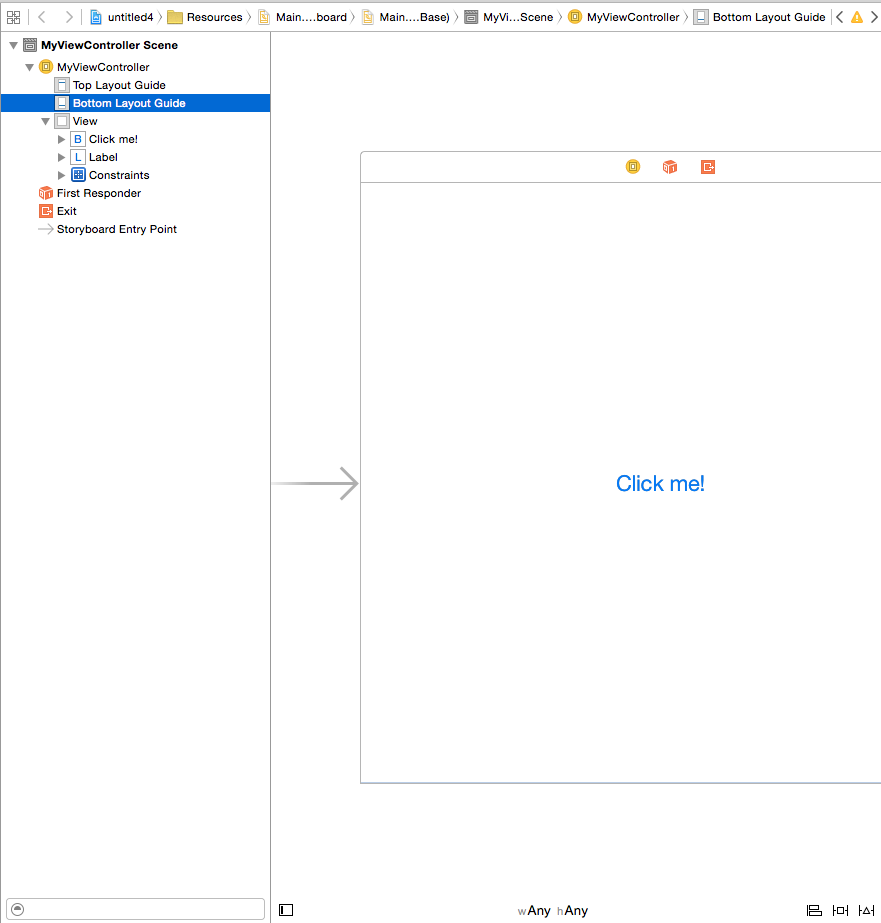 untitled4 Resources Main....board Main....Base) MyVi...Scene MyViewController Bottom Layout Guide
MyViewController Scene
MyViewController
Top Layout Guide
Bottom Layout Guide
View
B Click me!
L Label
Constraints
First Responder
Exit
Storyboard Entry Point
Click me!
wAny hAny